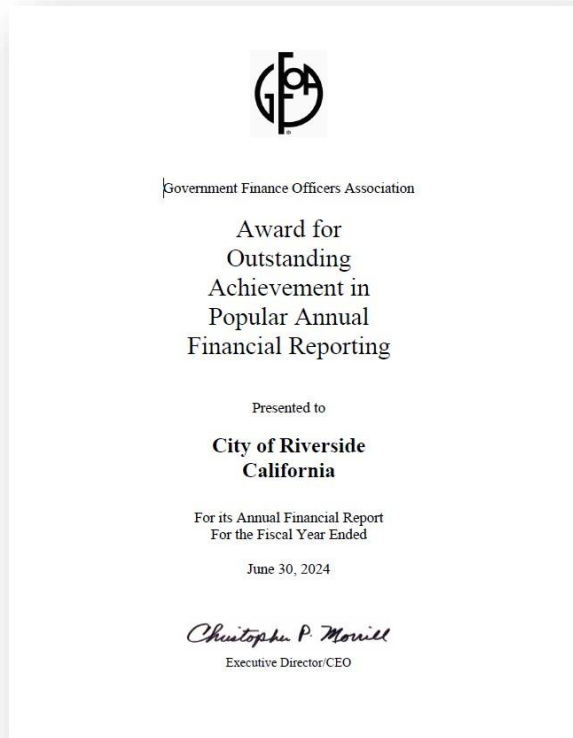 GFOA
Government Finance Officers Association
Award for
Outstanding
Achievement in
Popular Annual
Financial Reporting
Presented to
City of Riverside
California
For its Annual Financial Report
For the Fiscal Year Ended
June 30, 2024
Christopher P. Morrill
Executive Director/CEO